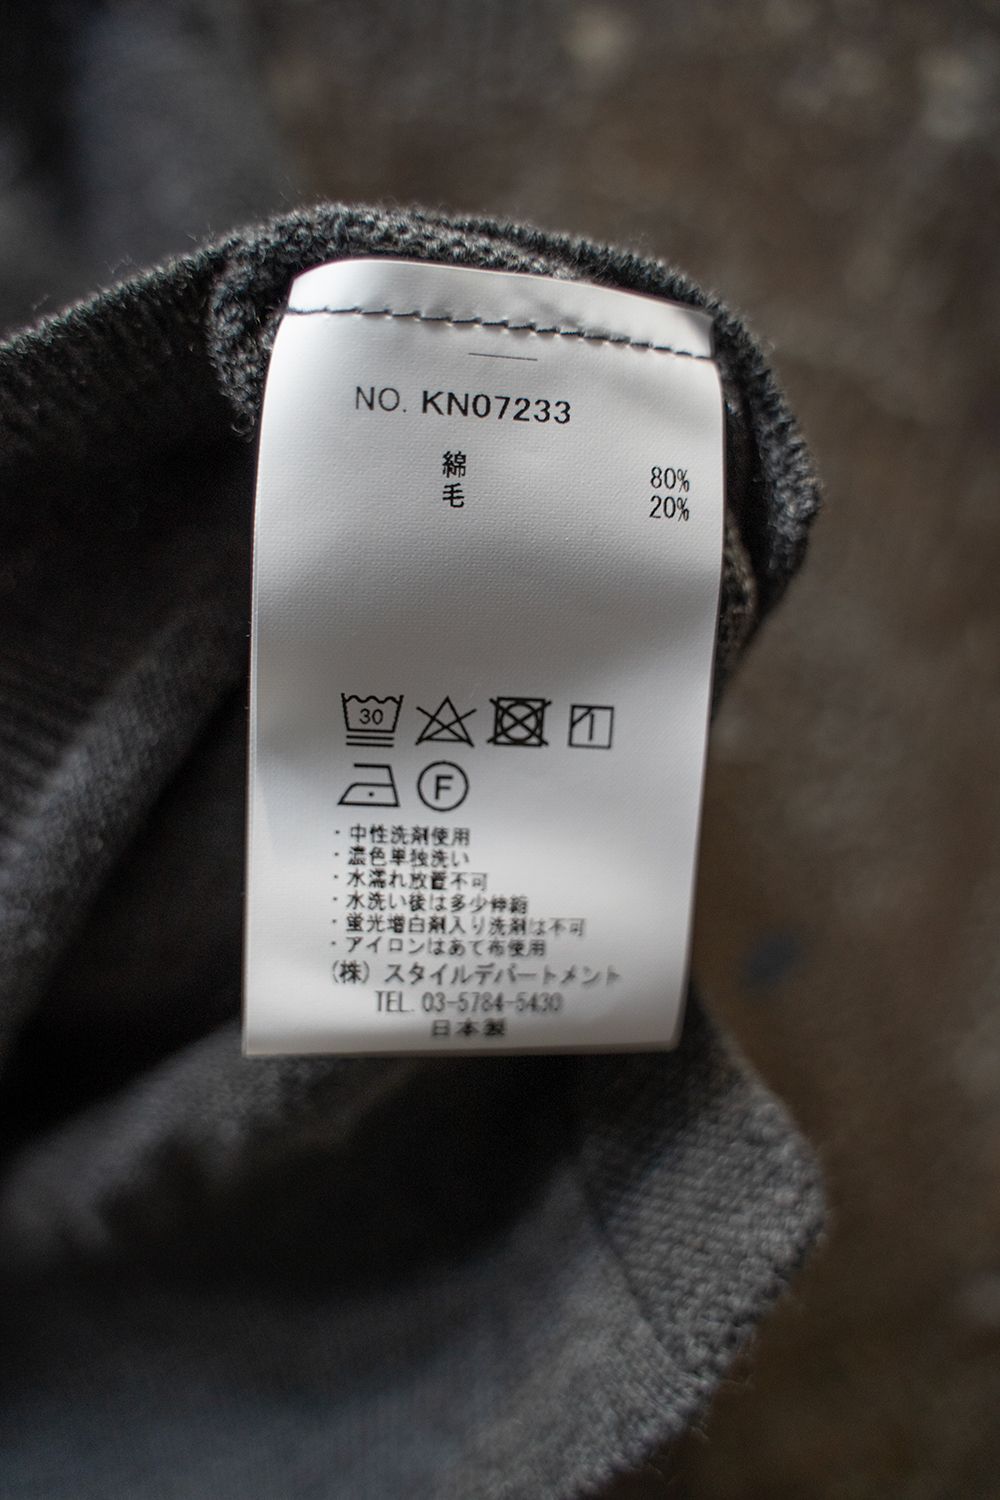 NO. KN07233
綿 80%
毛 20%
30
F
・中性洗剤使用
・濃色単独洗い
・水濡れ放置不可
・水洗い後は多少伸縮
・蛍光増白剤入り洗剤は不可
・アイロンはあて布使用
(株) スタイルデパートメント
TEL. 03-5784-5430
日本製